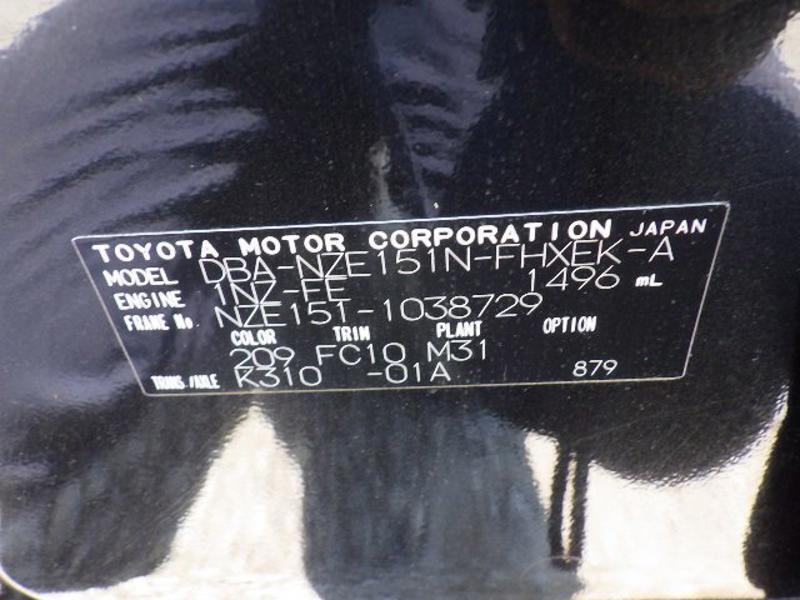 TOYOTA MOTOR CORPORATION JAPAN
MODEL DBA-NZE151N-FHXEK-A
ENGINE 1NZ-FE 1496 mL
FRAME No. NZE151-1038729
COLOR TRIM PLANT OPTION
209 FC10 M31
TRANS./AXLE K310 -01A 879